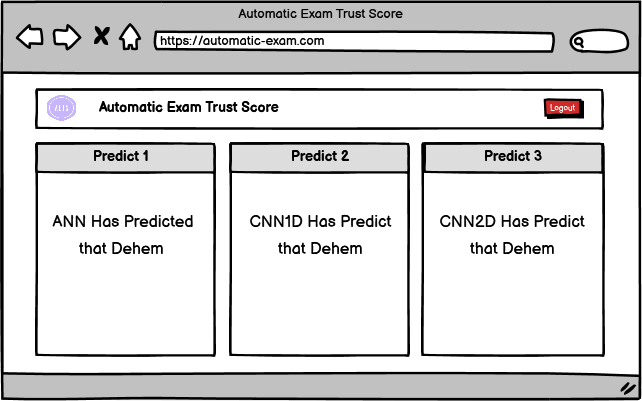 Automatic Exam Trust Score
https://automatic-exam.com
Automatic Exam Trust Score
Logout
Predict 1
ANN Has Predicted
that Dehem
Predict 2
CNN1D Has Predict
that Dehem
Predict 3
CNN2D Has Predict
that Dehem